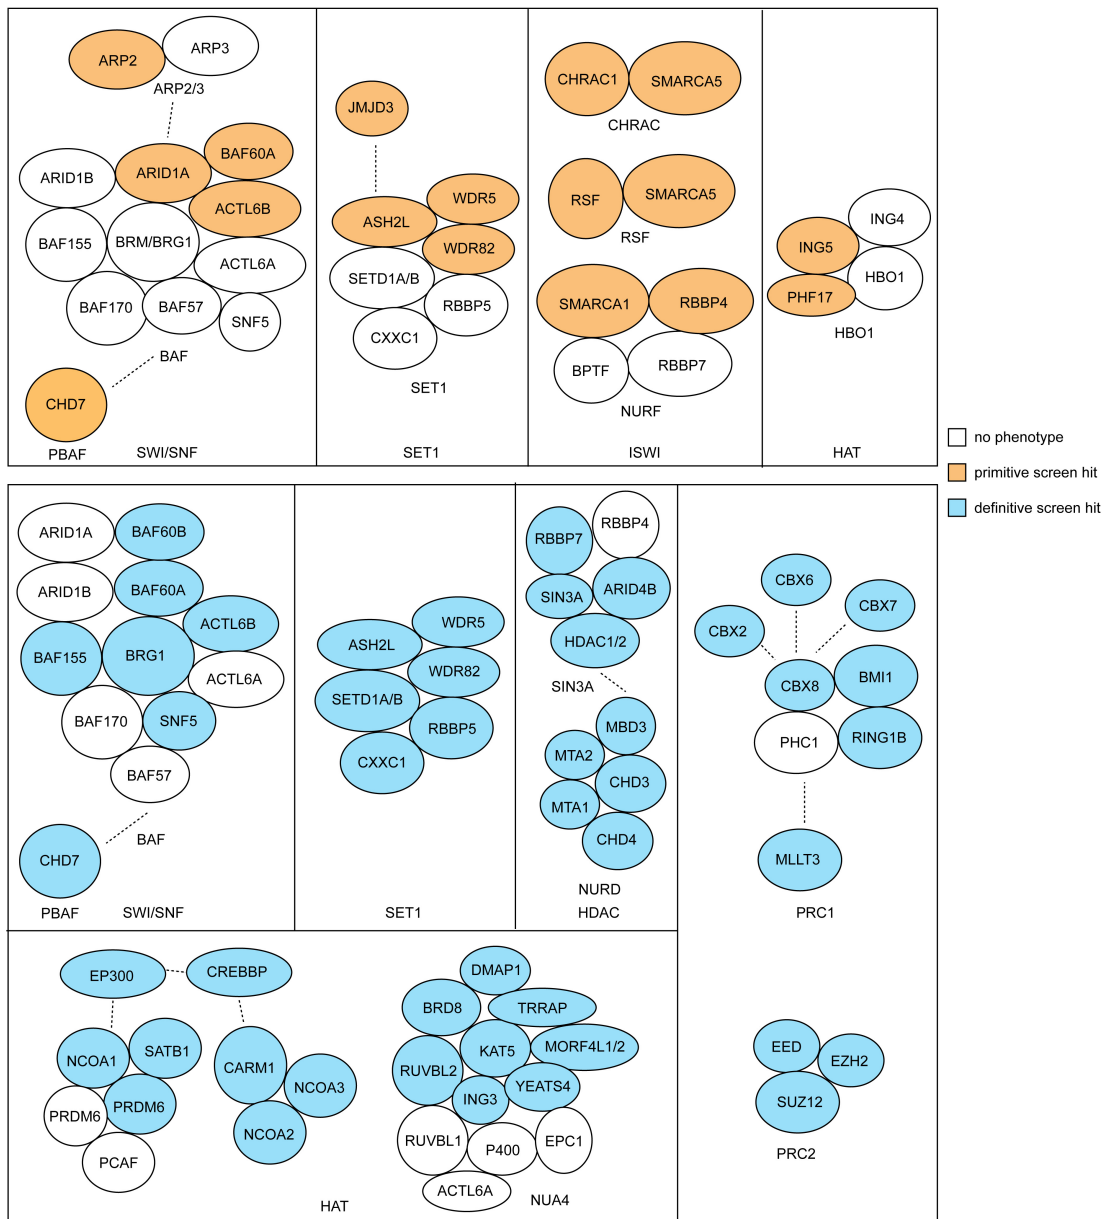 ARP2
ARP3
ARP2/3
ARID1B
ARID1A
BAF60A
ACTL6B
BAF155
BRM/BRG1
ACTL6A
BAF170
BAF57
SNF5
BAF
CHD7
PBAF
SWI/SNF
JMJD3
ASH2L
WDR5
WDR82
SETD1A/B
RBBP5
CXXC1
SET1
SET1
CHRAC1
SMARCA5
CHRAC
RSF
SMARCA5
RSF
SMARCA1
RBBP4
BPTF
RBBP7
NURF
ISWI
ING4
ING5
HBO1
PHF17
HBO1
HAT
no phenotype
primitive screen hit
definitive screen hit
ARID1A
BAF60B
ARID1B
BAF60A
ACTL6B
BAF155
BRG1
ACTL6A
BAF170
SNF5
BAF57
BAF
CHD7
PBAF
SWI/SNF
WDR5
ASH2L
WDR82
SETD1A/B
RBBP5
CXXC1
SET1
RBBP4
RBBP7
SIN3A
ARID4B
HDAC1/2
SIN3A
MBD3
MTA2
CHD3
MTA1
CHD4
NURD
HDAC
CBX6
CBX7
CBX2
CBX8
BMI1
PHC1
RING1B
MLLT3
PRC1
EP300
CREBBP
NCOA1
SATB1
PRDM6
PRDM6
PCAF
CARM1
NCOA3
NCOA2
HAT
DMAP1
BRD8
TRRAP
KAT5
MORF4L1/2
RUVBL2
YEATS4
ING3
RUVBL1
P400
EPC1
ACTL6A
NUA4
EED
EZH2
SUZ12
PRC2